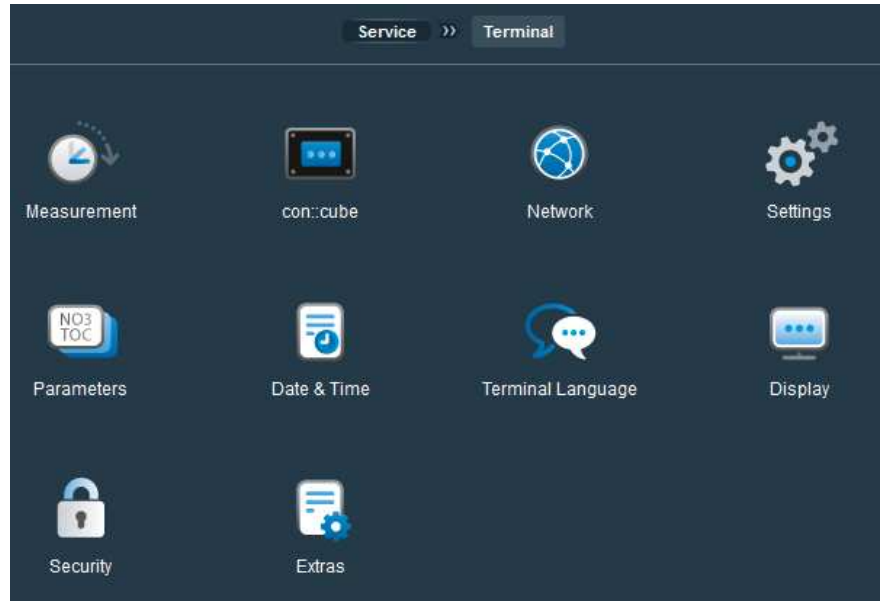 Service » Terminal
Measurement con::cube Network Settings
NO3
TOC
Parameters Date & Time Terminal Language Display
Security Extras